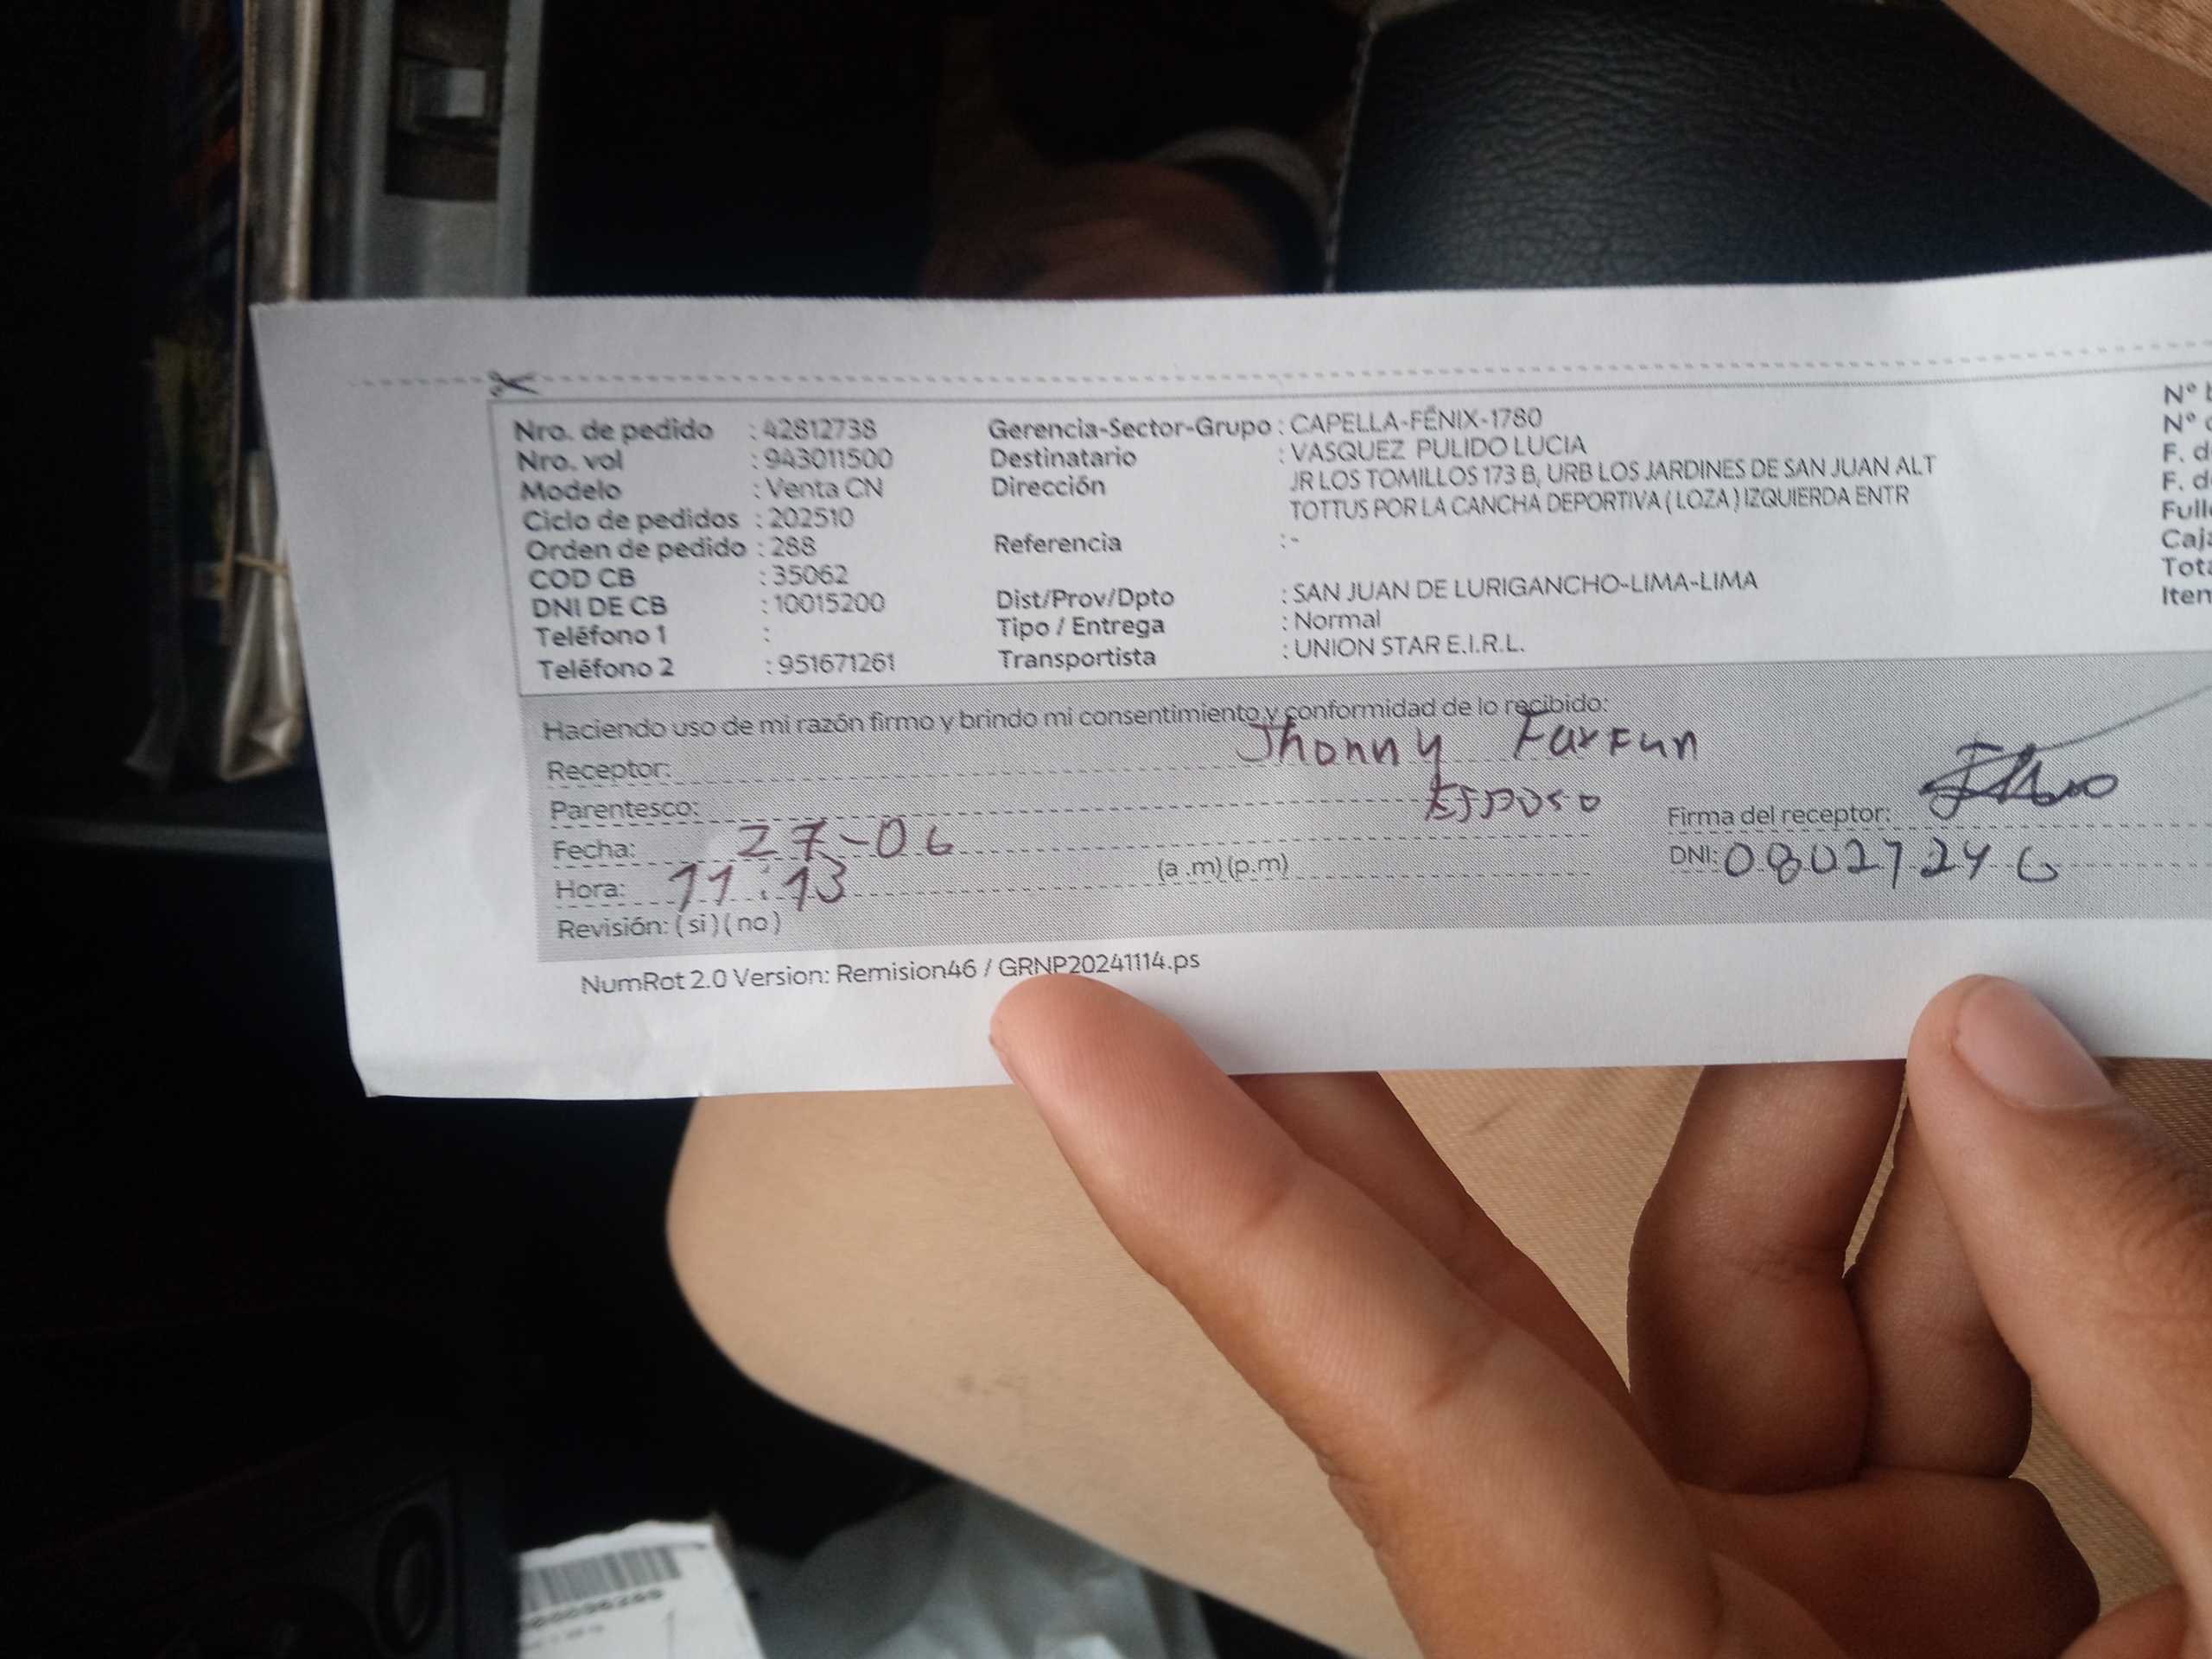 Nro. de pedido : 42812738
Nro. vol : 943011500
Modelo : Venta CN
Ciclo de pedidos : 202510
Orden de pedido : 288
COD CB : 35062
DNI DE CB : 10015200
Teléfono 1 :
Teléfono 2 : 951671261
Gerencia-Sector-Grupo : CAPELLA-FÉNIX-1780
Destinatario : VASQUEZ PULIDO LUCIA
Dirección JR LOS TOMILLOS 173 B, URB LOS JARDINES DE SAN JUAN ALT
TOTTUS POR LA CANCHA DEPORTIVA ( LOZA ) IZQUIERDA ENTR
Referencia : -
Dist/Prov/Dpto : SAN JUAN DE LURIGANCHO-LIMA-LIMA
Tipo / Entrega : Normal
Transportista : UNION STAR E.I.R.L.
N°
N°
F.
F.
Haciendo uso de mi razón firmo y brindo mi consentimiento y conformidad de lo recibido:
Receptor: Jhonny Farfan
Parentesco: Esposo
Fecha: 27-06
Hora: 11:13 (a .m) (p.m)
Revisión: ( si ) ( no )
Firma del receptor:
DNI: 08027246
NumRot 2.0 Version: Remision46 / GRNP20241114.ps